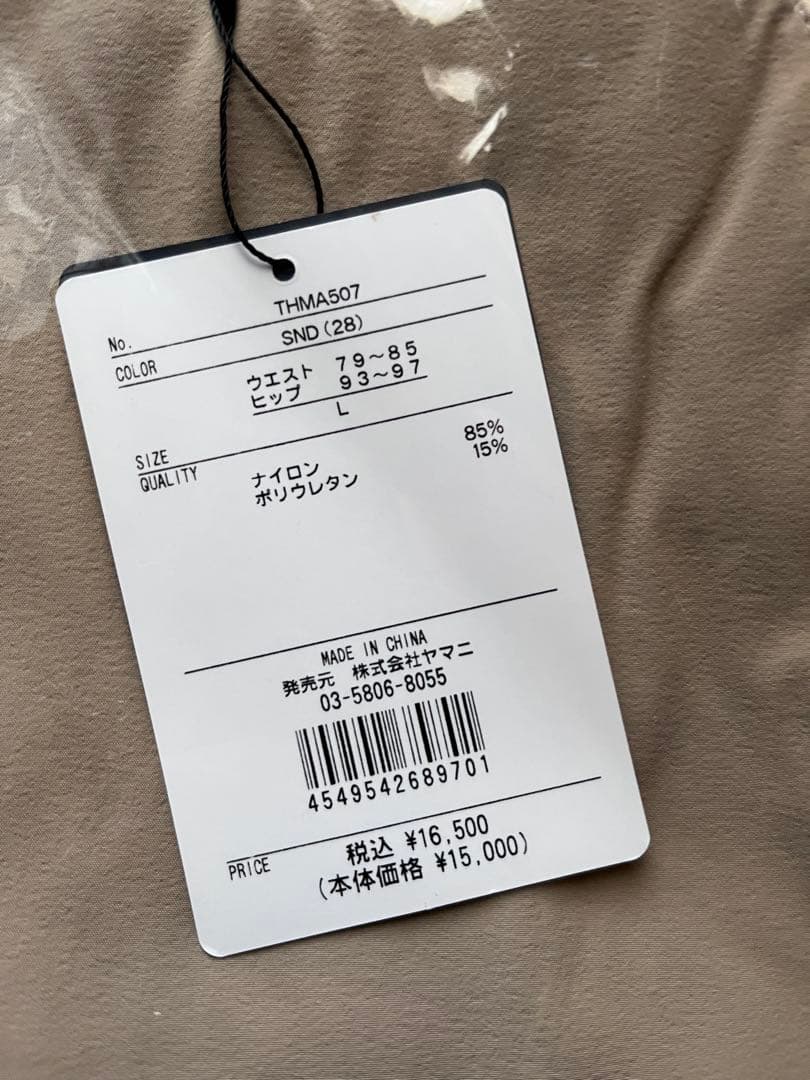 No. THMA507
COLOR SND(28)
ウエスト 79~85
ヒップ 93~97
SIZE L
QUALITY ナイロン 85%
ポリウレタン 15%
MADE IN CHINA
発売元 株式会社ヤマニ
03-5806-8055
4549542689701
PRICE 税込 ¥16,500
(本体価格 ¥15,000)